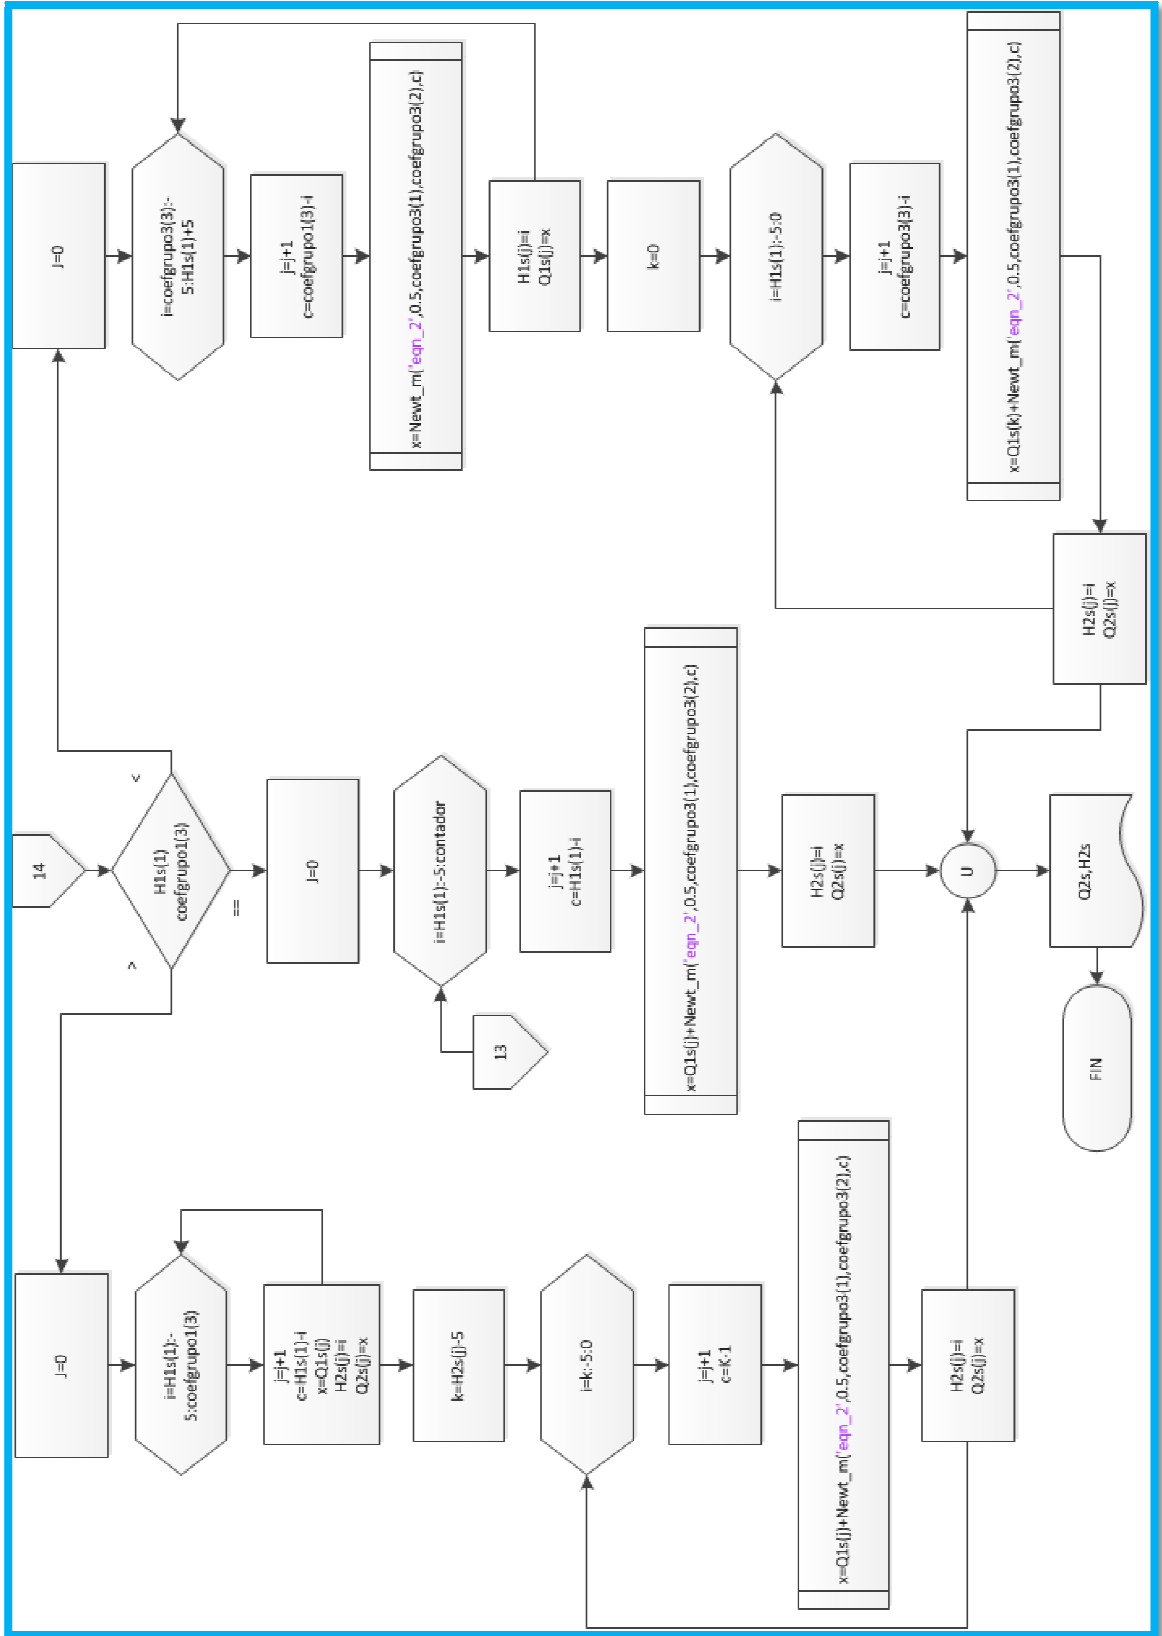 14
H1s(1)
coefgrupo1(3)
>
==
<
J=0
i=H1s(1):-
5:coefgrupo1(3)
j=j+1
c=H1s(1)-i
x=Q1s(j)
H2s(j)=i
Q2s(j)=x
k=H2s(j)-5
i=k:-5:0
j=j+1
c=K-1
x=Q1s(j)+Newt_m('eqn_2',0.5,coefgrupo3(1),coefgrupo3(2),c)
H2s(j)=i
Q2s(j)=x
J=0
13
i=H1s(1):-5:contador
j=j+1
c=H1s(1)-i
x=Q1s(j)+Newt_m('eqn_2',0.5,coefgrupo3(1),coefgrupo3(2),c)
H2s(j)=i
Q2s(j)=x
J=0
i=coefgrupo3(3):-
5:H1s(1)+5
j=j+1
c=coefgrupo1(3)-i
x=Newt_m('eqn_2',0.5,coefgrupo3(1),coefgrupo3(2),c)
H1s(j)=i
Q1s(j)=x
k=0
i=H1s(1):-5:0
j=j+1
c=coefgrupo3(3)-i
x=Q1s(k)+Newt_m('eqn_2',0.5,coefgrupo3(1),coefgrupo3(2),c)
H2s(j)=i
Q2s(j)=x
U
Q2s,H2s
FIN